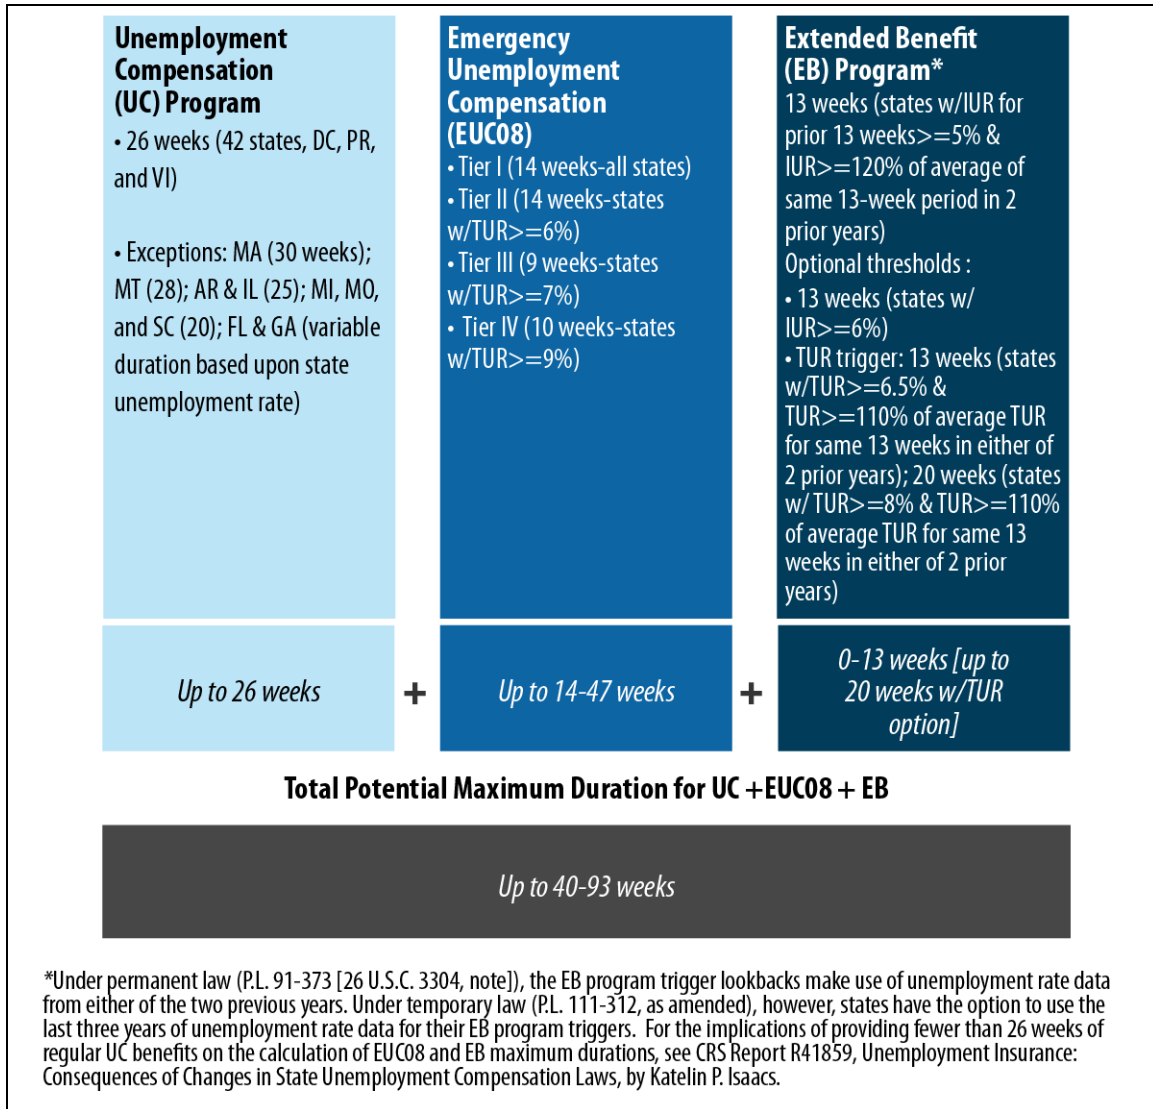 Unemployment
Compensation
(UC) Program
• 26 weeks (42 states, DC, PR,
and VI)
• Exceptions: MA (30 weeks);
MT (28); AR & IL (25); MI, MO,
and SC (20); FL & GA (variable
duration based upon state
unemployment rate)
Emergency
Unemployment
Compensation
(EUC08)
• Tier I (14 weeks-all states)
• Tier II (14 weeks-states
w/TUR>=6%)
• Tier III (9 weeks-states
w/TUR>=7%)
• Tier IV (10 weeks-states
w/TUR>=9%)
Extended Benefit
(EB) Program*
13 weeks (states w/IUR for
prior 13 weeks>=5% &
IUR>=120% of average of
same 13-week period in 2
prior years)
Optional thresholds :
• 13 weeks (states w/
IUR>=6%)
• TUR trigger: 13 weeks (states
w/TUR>=6.5% &
TUR>=110% of average TUR
for same 13 weeks in either of
2 prior years); 20 weeks (states
w/ TUR>=8% & TUR>=110%
of average TUR for same 13
weeks in either of 2 prior
years)
Up to 26 weeks
+
Up to 14-47 weeks
+
0-13 weeks [up to
20 weeks w/TUR
option]
Total Potential Maximum Duration for UC +EUC08 + EB
Up to 40-93 weeks
*Under permanent law (P.L. 91-373 [26 U.S.C. 3304, note]), the EB program trigger lookbacks make use of unemployment rate data
from either of the two previous years. Under temporary law (P.L. 111-312, as amended), however, states have the option to use the
last three years of unemployment rate data for their EB program triggers. For the implications of providing fewer than 26 weeks of
regular UC benefits on the calculation of EUC08 and EB maximum durations, see CRS Report R41859, Unemployment Insurance:
Consequences of Changes in State Unemployment Compensation Laws, by Katelin P. Isaacs.